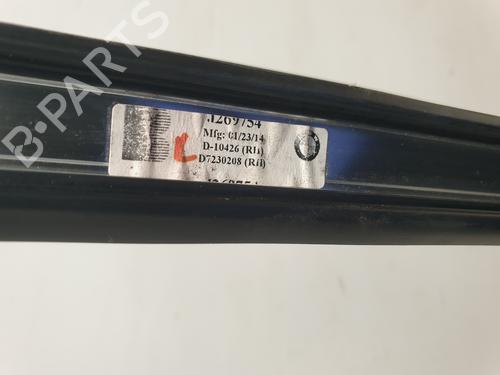 B-PARTS
1269754
Mfg: 01/23/14
L
D-10426 (RH)
D7230208 (RH)